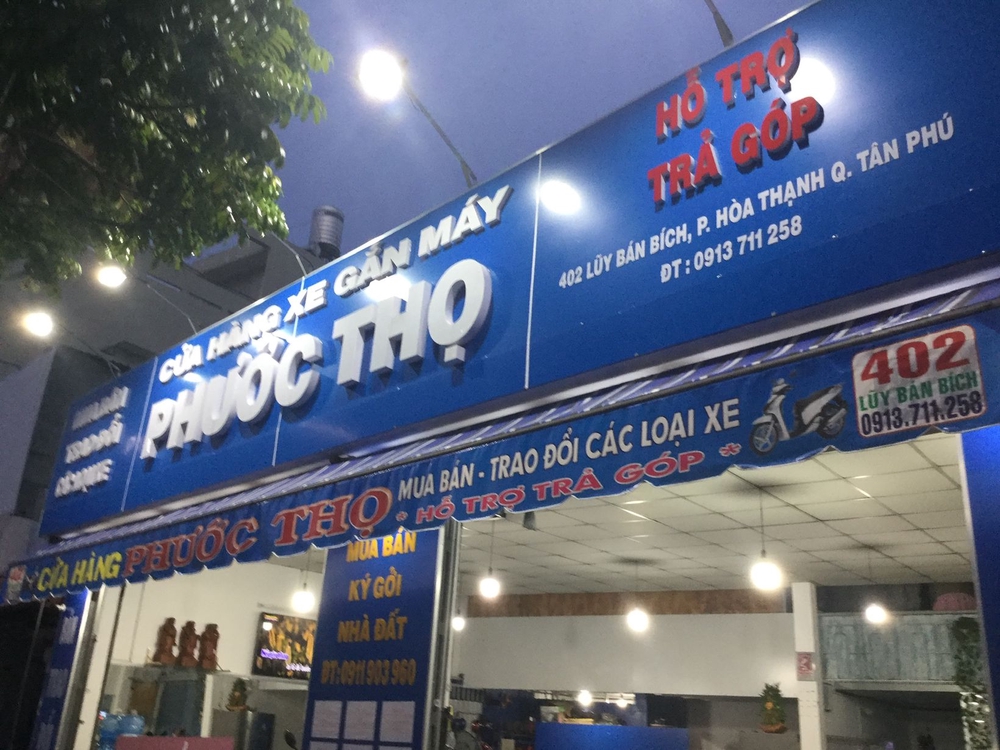 CỬA HÀNG XE GẮN MÁY
PHƯỚC THỌ
HỖ TRỢ
TRẢ GÓP
402 LŨY BÁN BÍCH, P. HÒA THẠNH Q. TÂN PHÚ
ĐT : 0913 711 258
CỬA HÀNG PHƯỚC THỌ
MUA BÁN - TRAO ĐỔI CÁC LOẠI XE
* HỖ TRỢ TRẢ GÓP *
402
LŨY BÁN BÍCH
0913.711.258
MUA BÁN
KÝ GỞI
NHÀ ĐẤT
ĐT: 0911 903 960